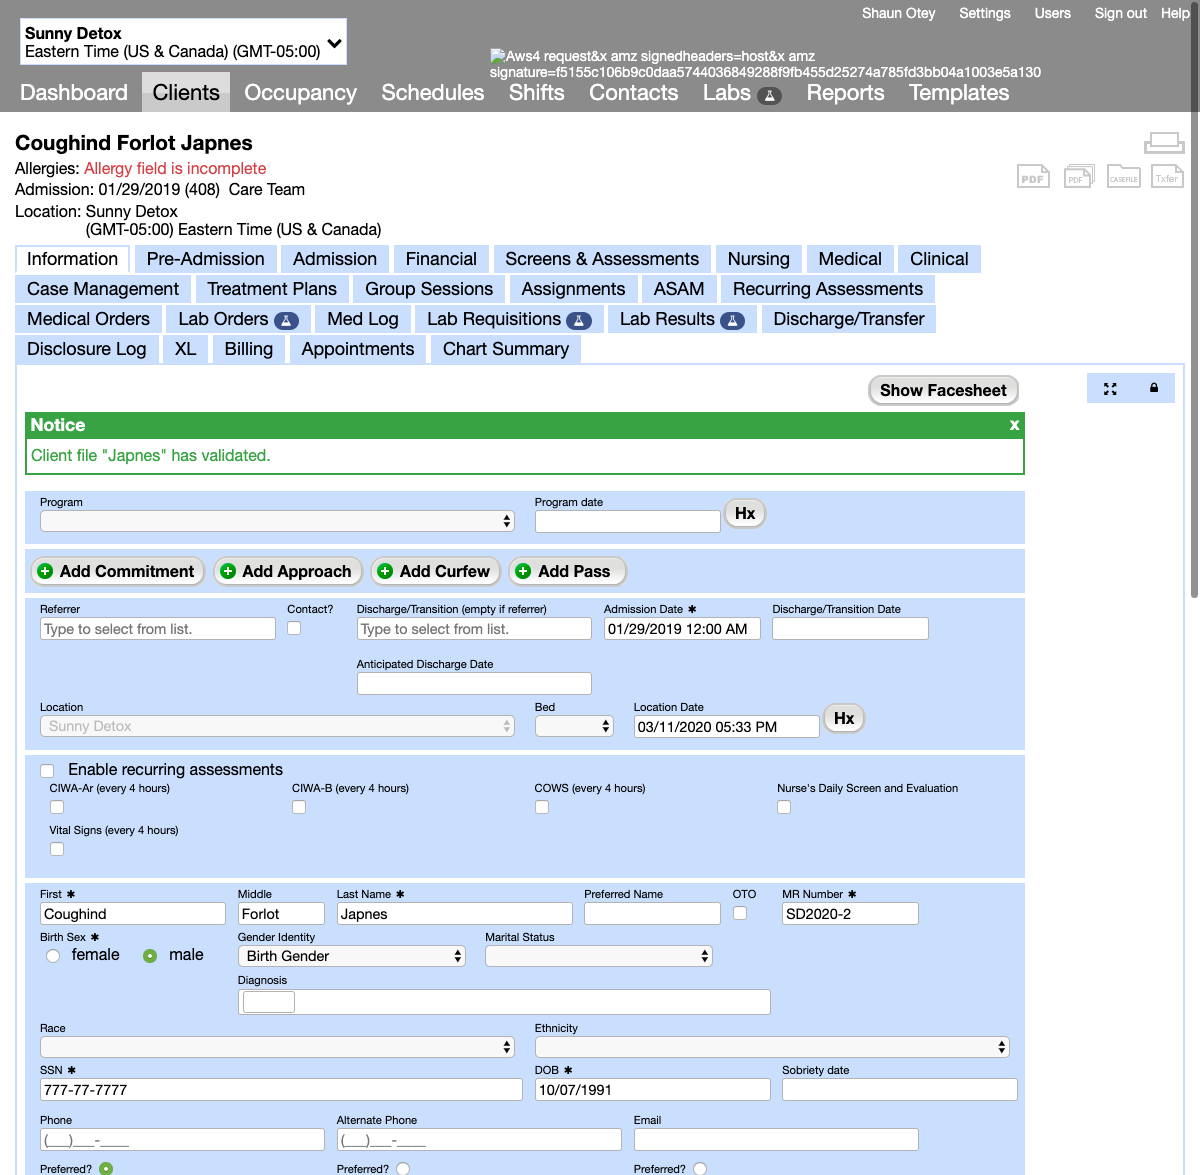 Shaun Otey Settings Users Sign out Help
Sunny Detox
Eastern Time (US & Canada) (GMT-05:00)
Aws4 request&x amz signedheaders=host&x amz
signature=f5155c106b9c0daa5744036849288f9fb455d25274a785fd3bb04a1003e5a130
Dashboard Clients Occupancy Schedules Shifts Contacts Labs Reports Templates
Coughind Forlot Japnes
Allergies: Allergy field is incomplete
PDF PDF CASEFILE Txfer
Admission: 01/29/2019 (408) Care Team
Location: Sunny Detox
(GMT-05:00) Eastern Time (US & Canada)
Information Pre-Admission Admission Financial Screens & Assessments Nursing Medical Clinical
Case Management Treatment Plans Group Sessions Assignments ASAM Recurring Assessments
Medical Orders Lab Orders Med Log Lab Requisitions Lab Results Discharge/Transfer
Disclosure Log XL Billing Appointments Chart Summary
Show Facesheet
Notice x
Client file "Japnes" has validated.
Program Program date
Hx
Add Commitment Add Approach Add Curfew Add Pass
Referrer Contact? Discharge/Transition (empty if referrer) Admission Date ✱ Discharge/Transition Date
Type to select from list. Type to select from list. 01/29/2019 12:00 AM
Anticipated Discharge Date
Location Bed Location Date
Sunny Detox 03/11/2020 05:33 PM Hx
Enable recurring assessments
CIWA-Ar (every 4 hours) CIWA-B (every 4 hours) COWS (every 4 hours) Nurse's Daily Screen and Evaluation
Vital Signs (every 4 hours)
First ✱ Middle Last Name ✱ Preferred Name OTO MR Number ✱
Coughind Forlot Japnes SD2020-2
Birth Sex ✱ Gender Identity Marital Status
female male Birth Gender
Diagnosis
Race Ethnicity
SSN ✱ DOB ✱ Sobriety date
777-77-7777 10/07/1991
Phone Alternate Phone Email
(___)___-____ (___)___-____
Preferred? Preferred? Preferred?